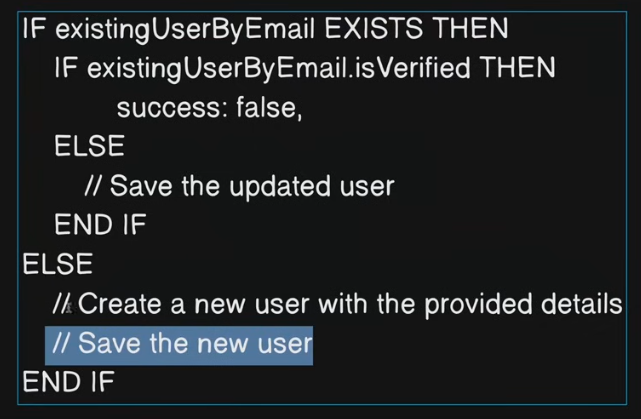 IF existingUserByEmail EXISTS THEN
IF existingUserByEmail.isVerified THEN
success: false,
ELSE
// Save the updated user
END IF
ELSE
// Create a new user with the provided details
// Save the new user
END IF